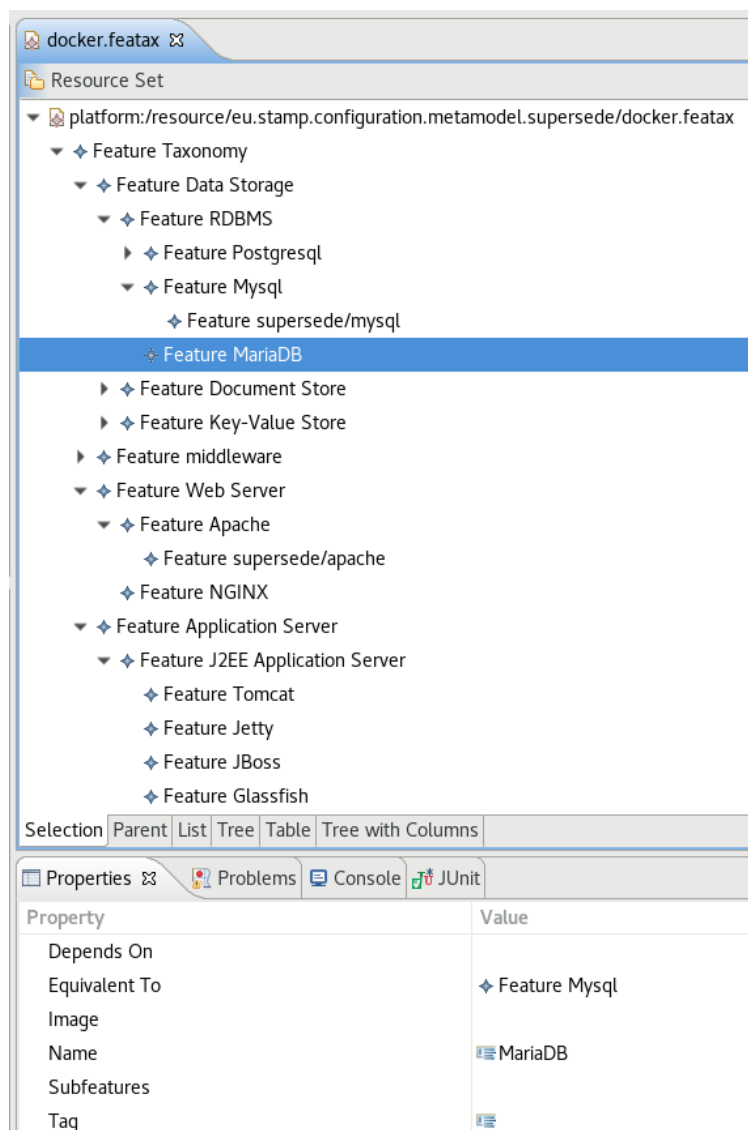 docker.featax
Resource Set
platform:/resource/eu.stamp.configuration.metamodel.supersede/docker.featax
Feature Taxonomy
Feature Data Storage
Feature RDBMS
Feature Postgresql
Feature Mysql
Feature supersede/mysql
Feature MariaDB
Feature Document Store
Feature Key-Value Store
Feature middleware
Feature Web Server
Feature Apache
Feature supersede/apache
Feature NGINX
Feature Application Server
Feature J2EE Application Server
Feature Tomcat
Feature Jetty
Feature JBoss
Feature Glassfish
Selection Parent List Tree Table Tree with Columns
Properties Problems Console JUnit
Property Value
Depends On
Equivalent To Feature Mysql
Image
Name MariaDB
Subfeatures
Tag